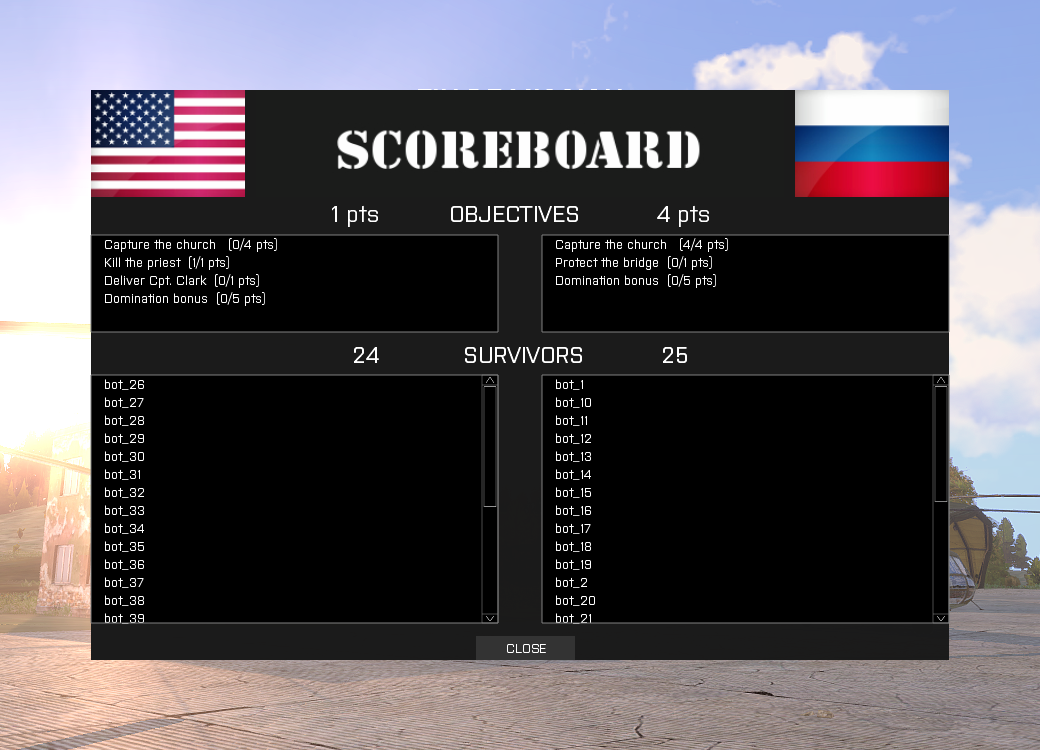 SCOREBOARD
1 pts OBJECTIVES 4 pts
Capture the church (0/4 pts)
Kill the priest (1/1 pts)
Deliver Cpt. Clark (0/1 pts)
Domination bonus (0/5 pts)
Capture the church (4/4 pts)
Protect the bridge (0/1 pts)
Domination bonus (0/5 pts)
24 SURVIVORS 25
bot_26
bot_27
bot_28
bot_29
bot_30
bot_31
bot_32
bot_33
bot_34
bot_35
bot_36
bot_37
bot_38
bot_39
bot_1
bot_10
bot_11
bot_12
bot_13
bot_14
bot_15
bot_16
bot_17
bot_18
bot_19
bot_2
bot_20
bot_21
CLOSE